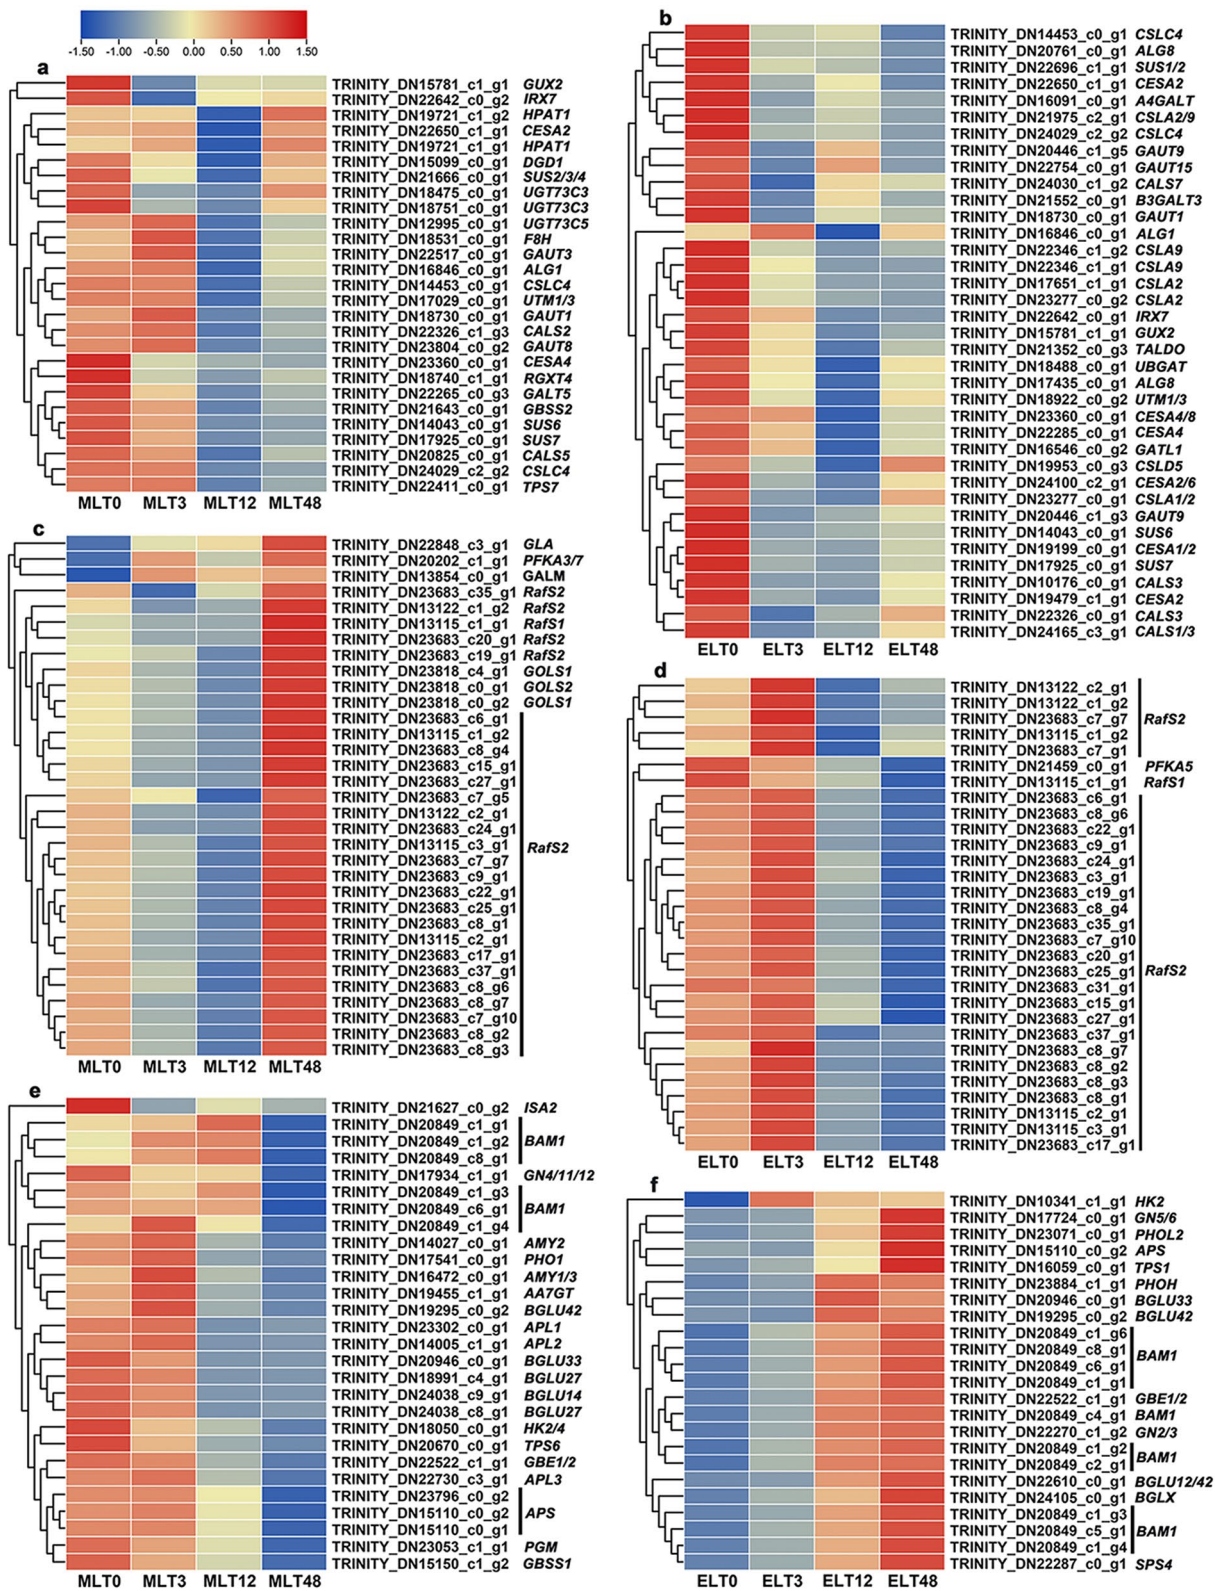 -1.50 -1.00 -0.50 0.00 0.50 1.00 1.50
a
TRINITY_DN15781_c1_g1 GUX2
TRINITY_DN22642_c0_g2 IRX7
TRINITY_DN19721_c1_g2 HPAT1
TRINITY_DN22650_c1_g1 CESA2
TRINITY_DN19721_c1_g1 HPAT1
TRINITY_DN15099_c0_g1 DGD1
TRINITY_DN21666_c0_g1 SUS2/3/4
TRINITY_DN18475_c0_g1 UGT73C3
TRINITY_DN18751_c0_g1 UGT73C3
TRINITY_DN12995_c0_g1 UGT73C5
TRINITY_DN18531_c0_g1 F8H
TRINITY_DN22517_c0_g1 GAUT3
TRINITY_DN16846_c0_g1 ALG1
TRINITY_DN14453_c0_g1 CSLC4
TRINITY_DN17029_c0_g1 UTM1/3
TRINITY_DN18730_c0_g1 GAUT1
TRINITY_DN22326_c1_g3 CALS2
TRINITY_DN23804_c0_g2 GAUT8
TRINITY_DN23360_c0_g1 CESA4
TRINITY_DN18740_c1_g1 RGXT4
TRINITY_DN22265_c0_g3 GALT5
TRINITY_DN21643_c0_g1 GBSS2
TRINITY_DN14043_c0_g1 SUS6
TRINITY_DN17925_c0_g1 SUS7
TRINITY_DN20825_c0_g1 CALS5
TRINITY_DN24029_c2_g2 CSLC4
TRINITY_DN22411_c0_g1 TPS7
MLT0 MLT3 MLT12 MLT48
b
TRINITY_DN14453_c0_g1 CSLC4
TRINITY_DN20761_c0_g1 ALG8
TRINITY_DN22696_c1_g1 SUS1/2
TRINITY_DN22650_c1_g1 CESA2
TRINITY_DN16091_c0_g1 A4GALT
TRINITY_DN21975_c2_g1 CSLA2/9
TRINITY_DN24029_c2_g2 CSLC4
TRINITY_DN20446_c1_g5 GAUT9
TRINITY_DN22754_c0_g1 GAUT15
TRINITY_DN24030_c1_g2 CALS7
TRINITY_DN21552_c0_g1 B3GALT3
TRINITY_DN18730_c0_g1 GAUT1
TRINITY_DN16846_c0_g1 ALG1
TRINITY_DN22346_c1_g2 CSLA9
TRINITY_DN22346_c1_g1 CSLA9
TRINITY_DN17651_c1_g1 CSLA2
TRINITY_DN23277_c0_g2 CSLA2
TRINITY_DN22642_c0_g1 IRX7
TRINITY_DN15781_c1_g1 GUX2
TRINITY_DN21352_c0_g3 TALDO
TRINITY_DN18488_c0_g1 UBGAT
TRINITY_DN17435_c0_g1 ALG8
TRINITY_DN18922_c0_g2 UTM1/3
TRINITY_DN23360_c0_g1 CESA4/8
TRINITY_DN22285_c0_g1 CESA4
TRINITY_DN16546_c0_g2 GATL1
TRINITY_DN19953_c0_g3 CSLD5
TRINITY_DN24100_c2_g1 CESA2/6
TRINITY_DN23277_c0_g1 CSLA1/2
TRINITY_DN20446_c1_g3 GAUT9
TRINITY_DN14043_c0_g1 SUS6
TRINITY_DN19199_c0_g1 CESA1/2
TRINITY_DN17925_c0_g1 SUS7
TRINITY_DN10176_c0_g1 CALS3
TRINITY_DN19479_c1_g1 CESA2
TRINITY_DN22326_c0_g1 CALS3
TRINITY_DN24165_c3_g1 CALS1/3
ELT0 ELT3 ELT12 ELT48
c
TRINITY_DN22848_c3_g1 GLA
TRINITY_DN20202_c1_g1 PFKA3/7
TRINITY_DN13854_c0_g1 GALM
TRINITY_DN23683_c35_g1 RafS2
TRINITY_DN13122_c1_g2 RafS2
TRINITY_DN13115_c1_g1 RafS1
TRINITY_DN23683_c20_g1 RafS2
TRINITY_DN23683_c19_g1 RafS2
TRINITY_DN23818_c4_g1 GOLS1
TRINITY_DN23818_c0_g1 GOLS2
TRINITY_DN23818_c0_g2 GOLS1
TRINITY_DN23683_c6_g1
TRINITY_DN13115_c1_g2
TRINITY_DN23683_c8_g4
TRINITY_DN23683_c15_g1
TRINITY_DN23683_c27_g1
TRINITY_DN23683_c7_g5
TRINITY_DN13122_c2_g1
TRINITY_DN23683_c24_g1
TRINITY_DN13115_c3_g1 RafS2
TRINITY_DN23683_c7_g7
TRINITY_DN23683_c9_g1
TRINITY_DN23683_c22_g1
TRINITY_DN23683_c25_g1
TRINITY_DN23683_c8_g1
TRINITY_DN13115_c2_g1
TRINITY_DN23683_c17_g1
TRINITY_DN23683_c37_g1
TRINITY_DN23683_c8_g6
TRINITY_DN23683_c8_g7
TRINITY_DN23683_c7_g10
TRINITY_DN23683_c8_g2
TRINITY_DN23683_c8_g3
MLT0 MLT3 MLT12 MLT48
d
TRINITY_DN13122_c2_g1
TRINITY_DN13122_c1_g2
TRINITY_DN23683_c7_g7 RafS2
TRINITY_DN13115_c1_g2
TRINITY_DN23683_c7_g1
TRINITY_DN21459_c0_g1 PFKA5
TRINITY_DN13115_c1_g1 RafS1
TRINITY_DN23683_c6_g1
TRINITY_DN23683_c8_g6
TRINITY_DN23683_c22_g1
TRINITY_DN23683_c9_g1
TRINITY_DN23683_c24_g1
TRINITY_DN23683_c3_g1
TRINITY_DN23683_c19_g1
TRINITY_DN23683_c8_g4
TRINITY_DN23683_c35_g1
TRINITY_DN23683_c7_g10
TRINITY_DN23683_c20_g1
TRINITY_DN23683_c25_g1 RafS2
TRINITY_DN23683_c31_g1
TRINITY_DN23683_c15_g1
TRINITY_DN23683_c27_g1
TRINITY_DN23683_c37_g1
TRINITY_DN23683_c8_g7
TRINITY_DN23683_c8_g2
TRINITY_DN23683_c8_g3
TRINITY_DN23683_c8_g1
TRINITY_DN13115_c2_g1
TRINITY_DN13115_c3_g1
TRINITY_DN23683_c17_g1
ELT0 ELT3 ELT12 ELT48
e
TRINITY_DN21627_c0_g2 ISA2
TRINITY_DN20849_c1_g1
TRINITY_DN20849_c1_g2 BAM1
TRINITY_DN20849_c8_g1
TRINITY_DN17934_c1_g1 GN4/11/12
TRINITY_DN20849_c1_g3
TRINITY_DN20849_c6_g1 BAM1
TRINITY_DN20849_c1_g4
TRINITY_DN14027_c0_g1 AMY2
TRINITY_DN17541_c0_g1 PHO1
TRINITY_DN16472_c0_g1 AMY1/3
TRINITY_DN19455_c1_g1 AA7GT
TRINITY_DN19295_c0_g2 BGLU42
TRINITY_DN23302_c0_g1 APL1
TRINITY_DN14005_c1_g1 APL2
TRINITY_DN20946_c0_g1 BGLU33
TRINITY_DN18991_c4_g1 BGLU27
TRINITY_DN24038_c9_g1 BGLU14
TRINITY_DN24038_c8_g1 BGLU27
TRINITY_DN18050_c0_g1 HK2/4
TRINITY_DN20670_c0_g1 TPS6
TRINITY_DN22522_c1_g1 GBE1/2
TRINITY_DN22730_c3_g1 APL3
TRINITY_DN23796_c0_g2
TRINITY_DN15110_c0_g2 APS
TRINITY_DN15110_c0_g1
TRINITY_DN23053_c1_g1 PGM
TRINITY_DN15150_c1_g2 GBSS1
MLT0 MLT3 MLT12 MLT48
f
TRINITY_DN10341_c1_g1 HK2
TRINITY_DN17724_c0_g1 GN5/6
TRINITY_DN23071_c0_g1 PHOL2
TRINITY_DN15110_c0_g2 APS
TRINITY_DN16059_c0_g1 TPS1
TRINITY_DN23884_c1_g1 PHOH
TRINITY_DN20946_c0_g1 BGLU33
TRINITY_DN19295_c0_g2 BGLU42
TRINITY_DN20849_c1_g6
TRINITY_DN20849_c8_g1 BAM1
TRINITY_DN20849_c6_g1
TRINITY_DN20849_c1_g1
TRINITY_DN22522_c1_g1 GBE1/2
TRINITY_DN20849_c4_g1 BAM1
TRINITY_DN22270_c1_g2 GN2/3
TRINITY_DN20849_c1_g2 BAM1
TRINITY_DN20849_c2_g1
TRINITY_DN22610_c0_g1 BGLU12/42
TRINITY_DN24105_c0_g1 BGLX
TRINITY_DN20849_c1_g3
TRINITY_DN20849_c5_g1 BAM1
TRINITY_DN20849_c1_g4
TRINITY_DN22287_c0_g1 SPS4
ELT0 ELT3 ELT12 ELT48